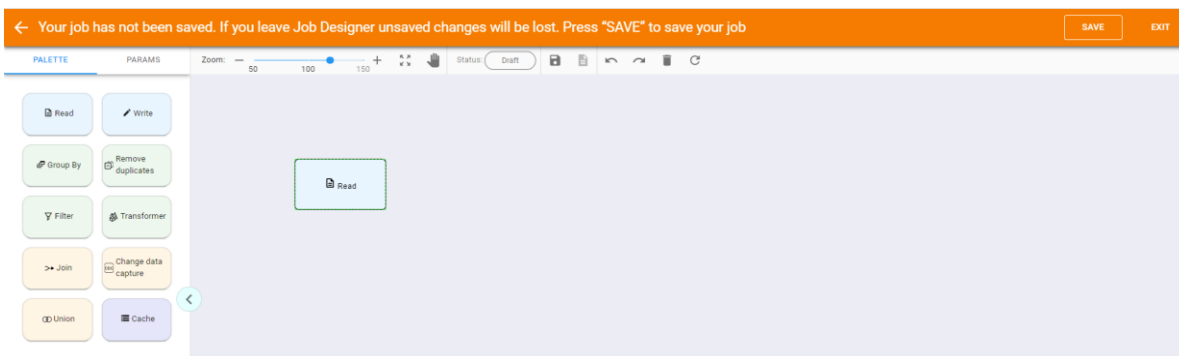 Your job has not been saved. If you leave Job Designer unsaved changes will be lost. Press “SAVE” to save your job
SAVE
EXIT
PALETTE
PARAMS
Zoom:
50
100
150
Status:
Draft
Read
Write
Group By
Remove
duplicates
Filter
Transformer
Join
Change data
capture
Union
Cache
Read